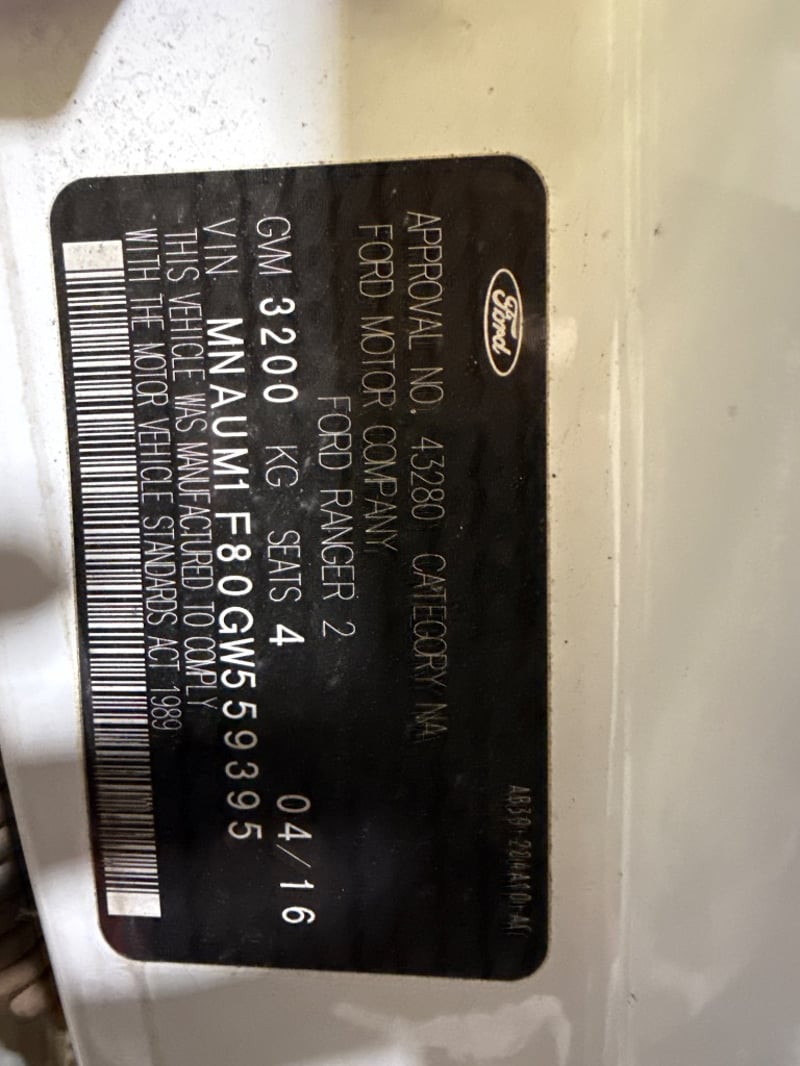 Ford
APPROVAL NO. 43280 CATEGORY NA
FORD MOTOR COMPANY
FORD RANGER 2
04/16
GVM 3200 KG SEATS 4
VIN MNAUM1F80GW559395
THIS VEHICLE WAS MANUFACTURED TO COMPLY
WITH THE MOTOR VEHICLE STANDARDS ACT 1989